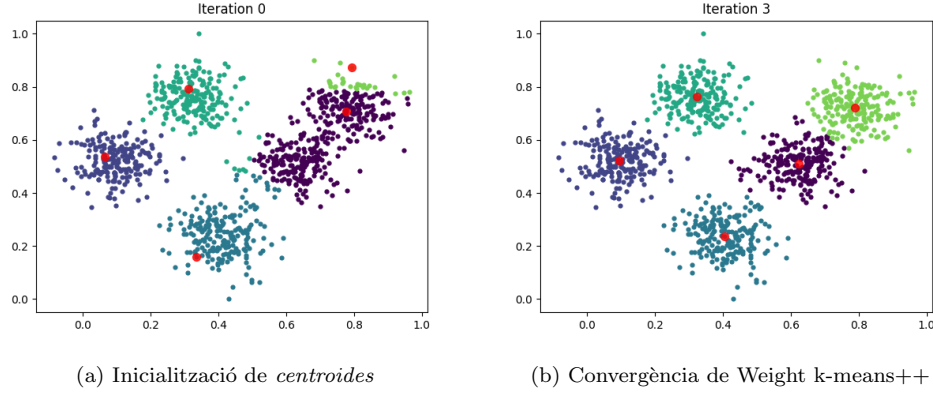 Iteration 0
1.0
0.8
0.6
0.4
0.2
0.0
0.0 0.2 0.4 0.6 0.8 1.0
(a) Inicialització de centroides
Iteration 3
1.0
0.8
0.6
0.4
0.2
0.0
0.0 0.2 0.4 0.6 0.8 1.0
(b) Convergència de Weight k-means++